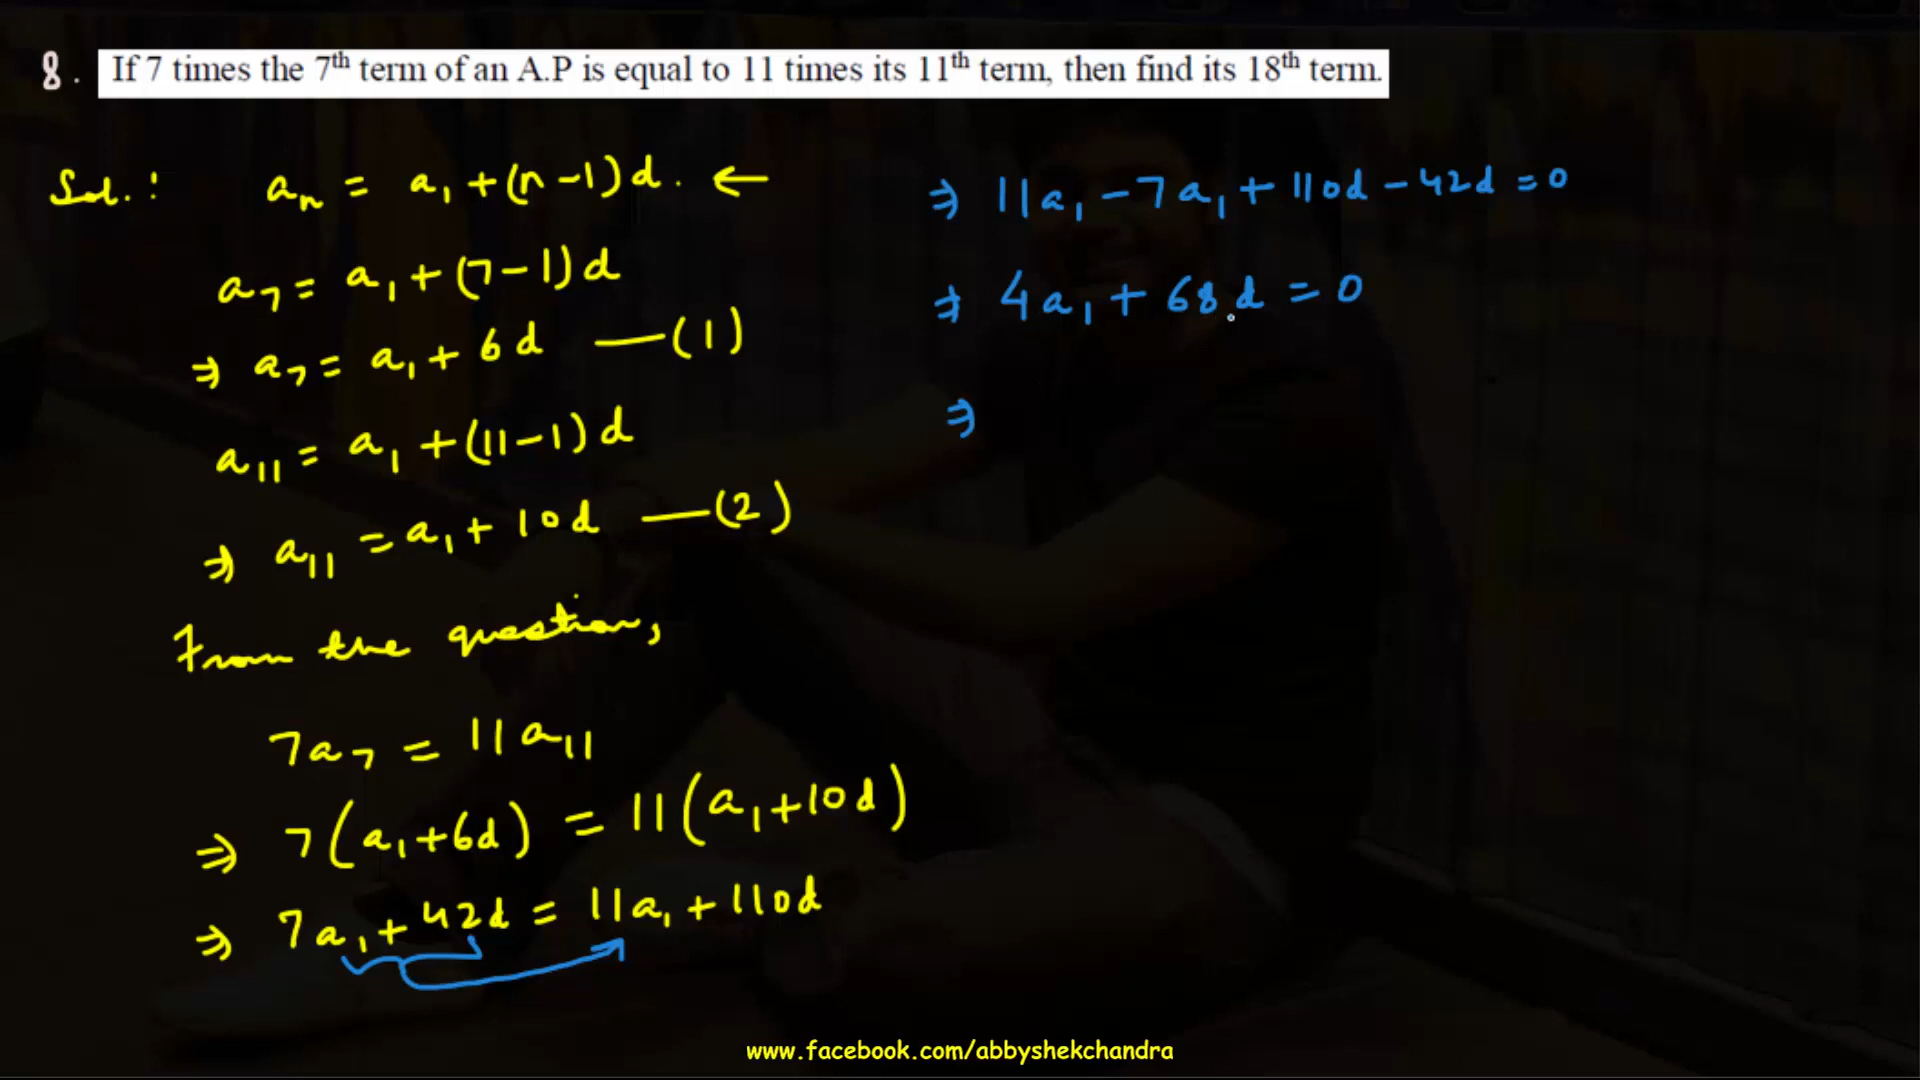 8. If 7 times the 7th term of an A.P is equal to 11 times its 11th term, then find its 18th term.
Sol.: aₙ = a₁ + (n-1)d. ←
a₇ = a₁ + (7-1)d
⇒ a₇ = a₁ + 6d —(1)
a₁₁ = a₁ + (11-1)d
⇒ a₁₁ = a₁ + 10d —(2)
From the question,
7a₇ = 11a₁₁
⇒ 7(a₁+6d) = 11(a₁+10d)
⇒ 7a₁ + 42d = 11a₁ + 110d
⇒ 11a₁ - 7a₁ + 110d - 42d = 0
⇒ 4a₁ + 68d = 0
⇒
www.facebook.com/abbyshekchandra